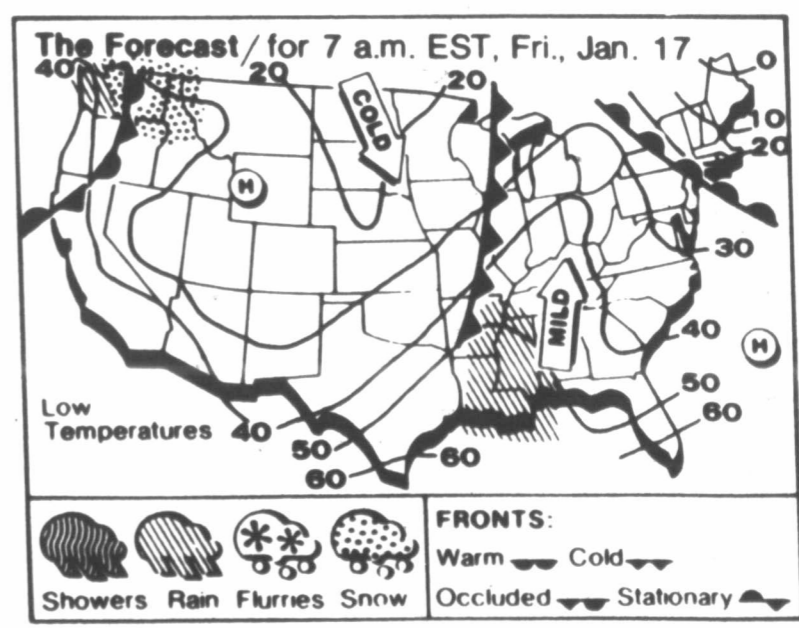 The Forecast / for 7 a.m. EST, Fri., Jan. 17
40 20 20 0
COLD
10
20
H
30
MILD
40
H
50
Low
Temperatures 40 60
50
60 60
Showers Rain Flurries Snow
FRONTS:
Warm Cold
Occluded Stationary